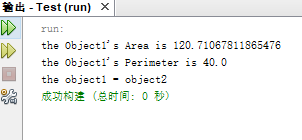 输出 - Test (run)
run:
the Object1's Area is 120.71067811865476
the Object1's Perimeter is 40.0
the object1 = object2
成功构建 (总时间: 0 秒)